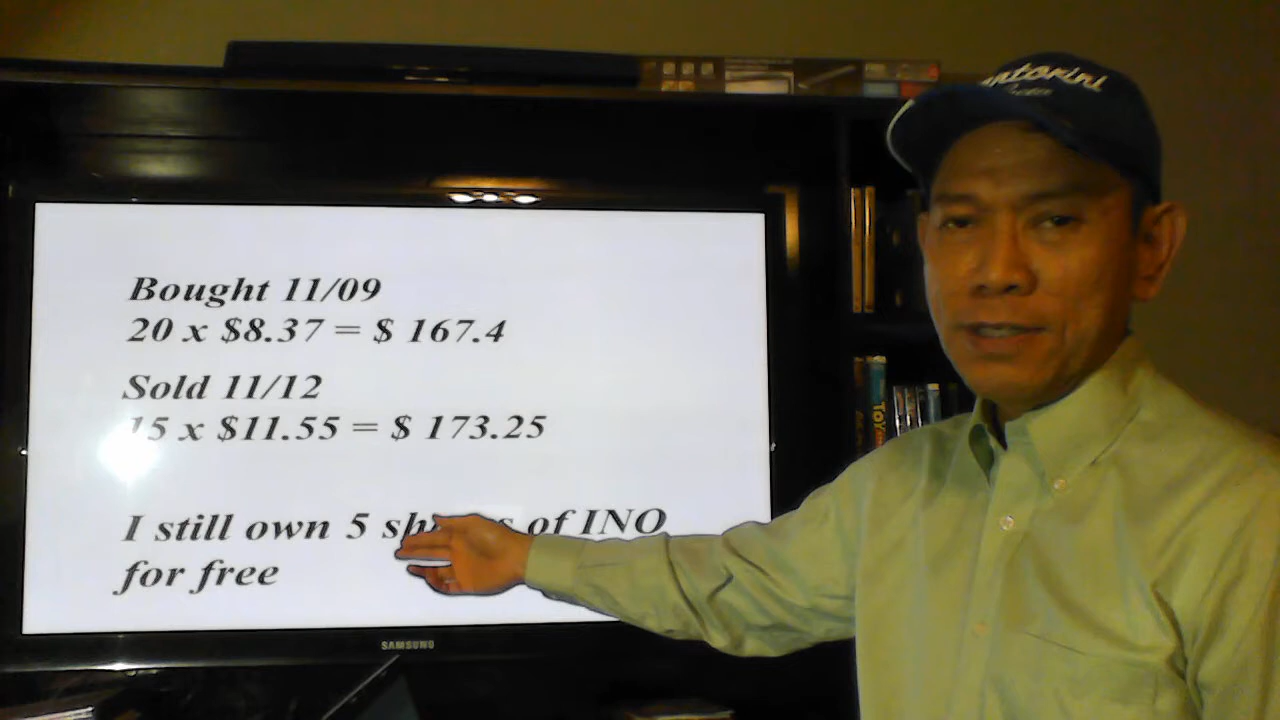 Bought 11/09
20 x $8.37 = $ 167.4
Sold 11/12
15 x $11.55 = $ 173.25
I still own 5 of INO
for free
SAMSUNG